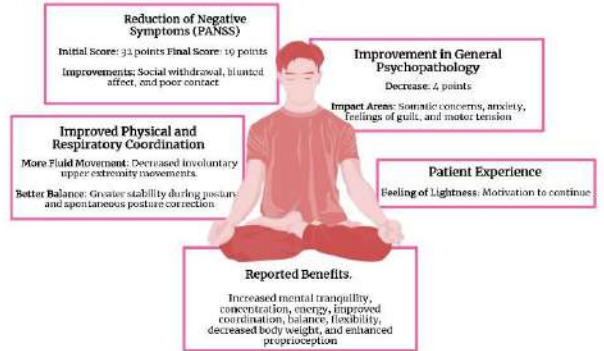 Reduction of Negative
Symptoms (PANSS)
Initial Score: 32 points Final Score: 19 points
Improvements: Social withdrawal, blunted
affect, and poor contact
Improvement in General
Psychopathology
Decrease: 4 points
Impact Areas: Somatic concerns, anxiety,
feelings of guilt, and motor tension
Improved Physical and
Respiratory Coordination
More Fluid Movement: Decreased involuntary
upper extremity movements.
Better Balance: Greater stability during posture
and spontaneous posture correction
Patient Experience
Feeling of Lightness: Motivation to continue
Reported Benefits.
Increased mental tranquility,
concentration, energy, improved
coordination, balance, flexibility,
decreased body weight, and enhanced
proprioception